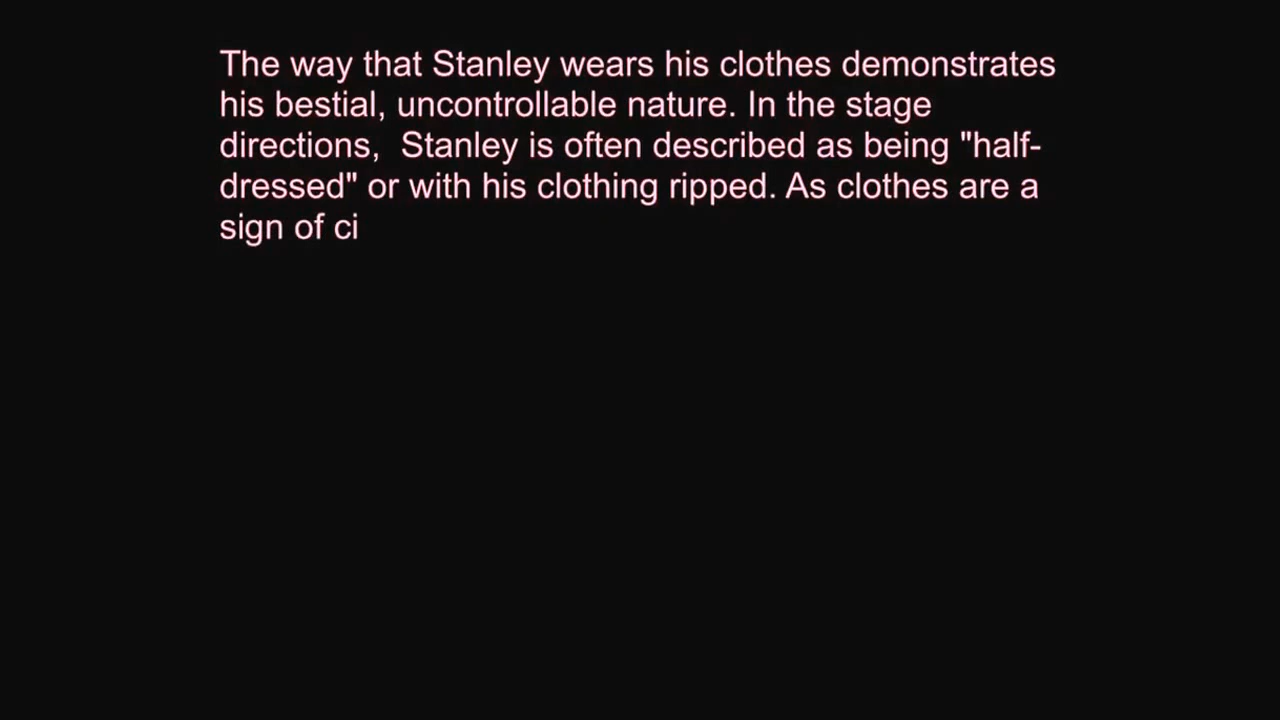 The way that Stanley wears his clothes demonstrates
his bestial, uncontrollable nature. In the stage
directions,  Stanley is often described as being "half-
dressed" or with his clothing ripped. As clothes are a
sign of ci